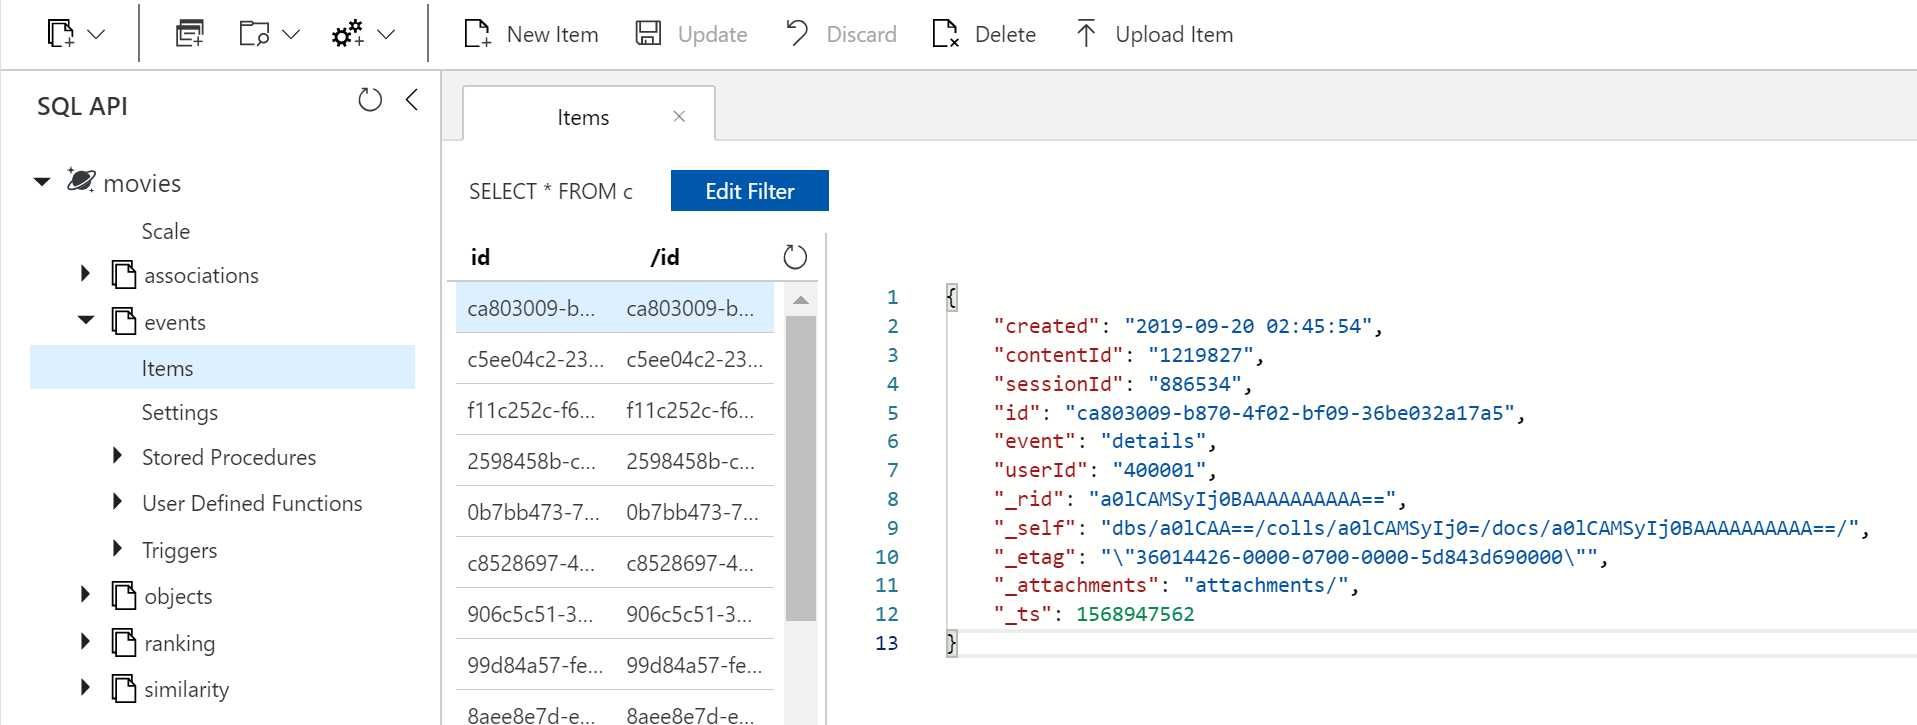 New Item Update Discard Delete Upload Item
SQL API
movies
Scale
associations
events
Items
Settings
Stored Procedures
User Defined Functions
Triggers
objects
ranking
similarity
Items
SELECT * FROM c Edit Filter
id /id
ca803009-b... ca803009-b...
c5ee04c2-23... c5ee04c2-23...
f11c252c-f6... f11c252c-f6...
2598458b-c... 2598458b-c...
0b7bb473-7... 0b7bb473-7...
c8528697-4... c8528697-4...
906c5c51-3... 906c5c51-3...
99d84a57-fe... 99d84a57-fe...
8aee8e7d-e... 8aee8e7d-e...
1 {
2 "created": "2019-09-20 02:45:54",
3 "contentId": "1219827",
4 "sessionId": "886534",
5 "id": "ca803009-b870-4f02-bf09-36be032a17a5",
6 "event": "details",
7 "userId": "400001",
8 "_rid": "a0lCAMSyIj0BAAAAAAAAAA==",
9 "_self": "dbs/a0lCAA==/colls/a0lCAMSyIj0=/docs/a0lCAMSyIj0BAAAAAAAAAA==/",
10 "_etag": "\"36014426-0000-0700-0000-5d843d690000\"",
11 "_attachments": "attachments/",
12 "_ts": 1568947562
13 }